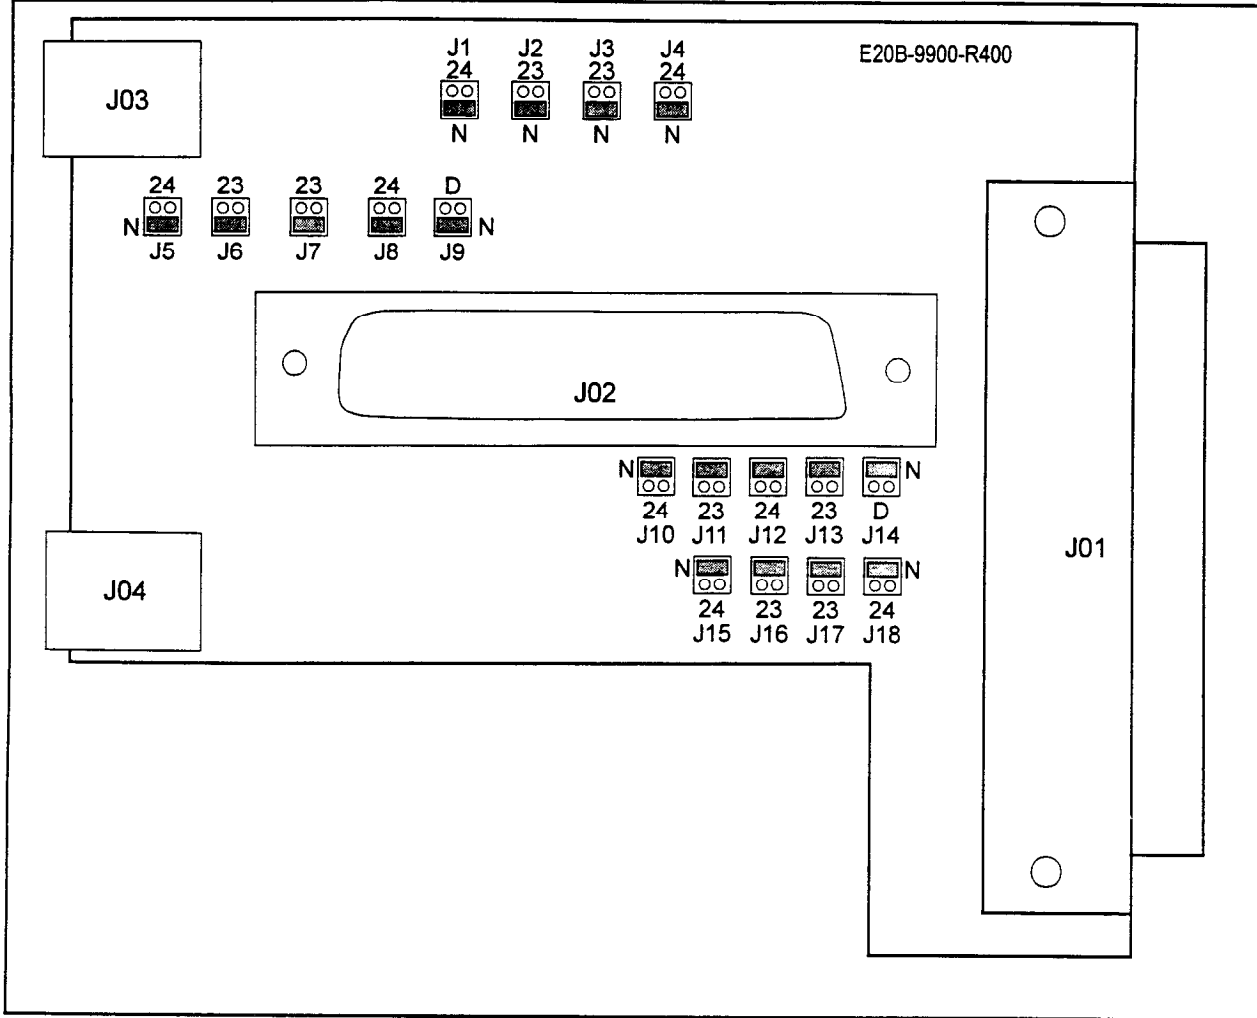 J1 J2 J3 J4
24 23 23 24
E20B-9900-R400
N N N N
J03
24 23 23 24 D
N N
J5 J6 J7 J8 J9
J02
N N
24 23 24 23 D
J10 J11 J12 J13 J14
J01
N N
24 23 23 24
J15 J16 J17 J18
J04